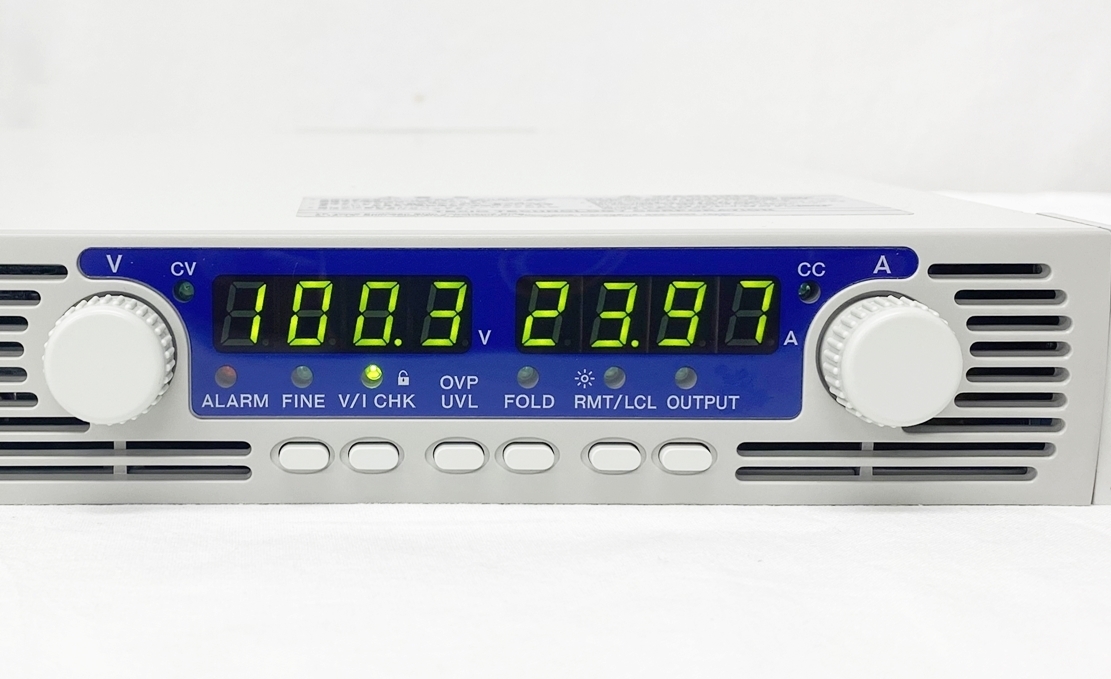 V CV CC A
100.3 V 23.97 A
OVP
ALARM FINE V/I CHK UVL FOLD RMT/LCL OUTPUT